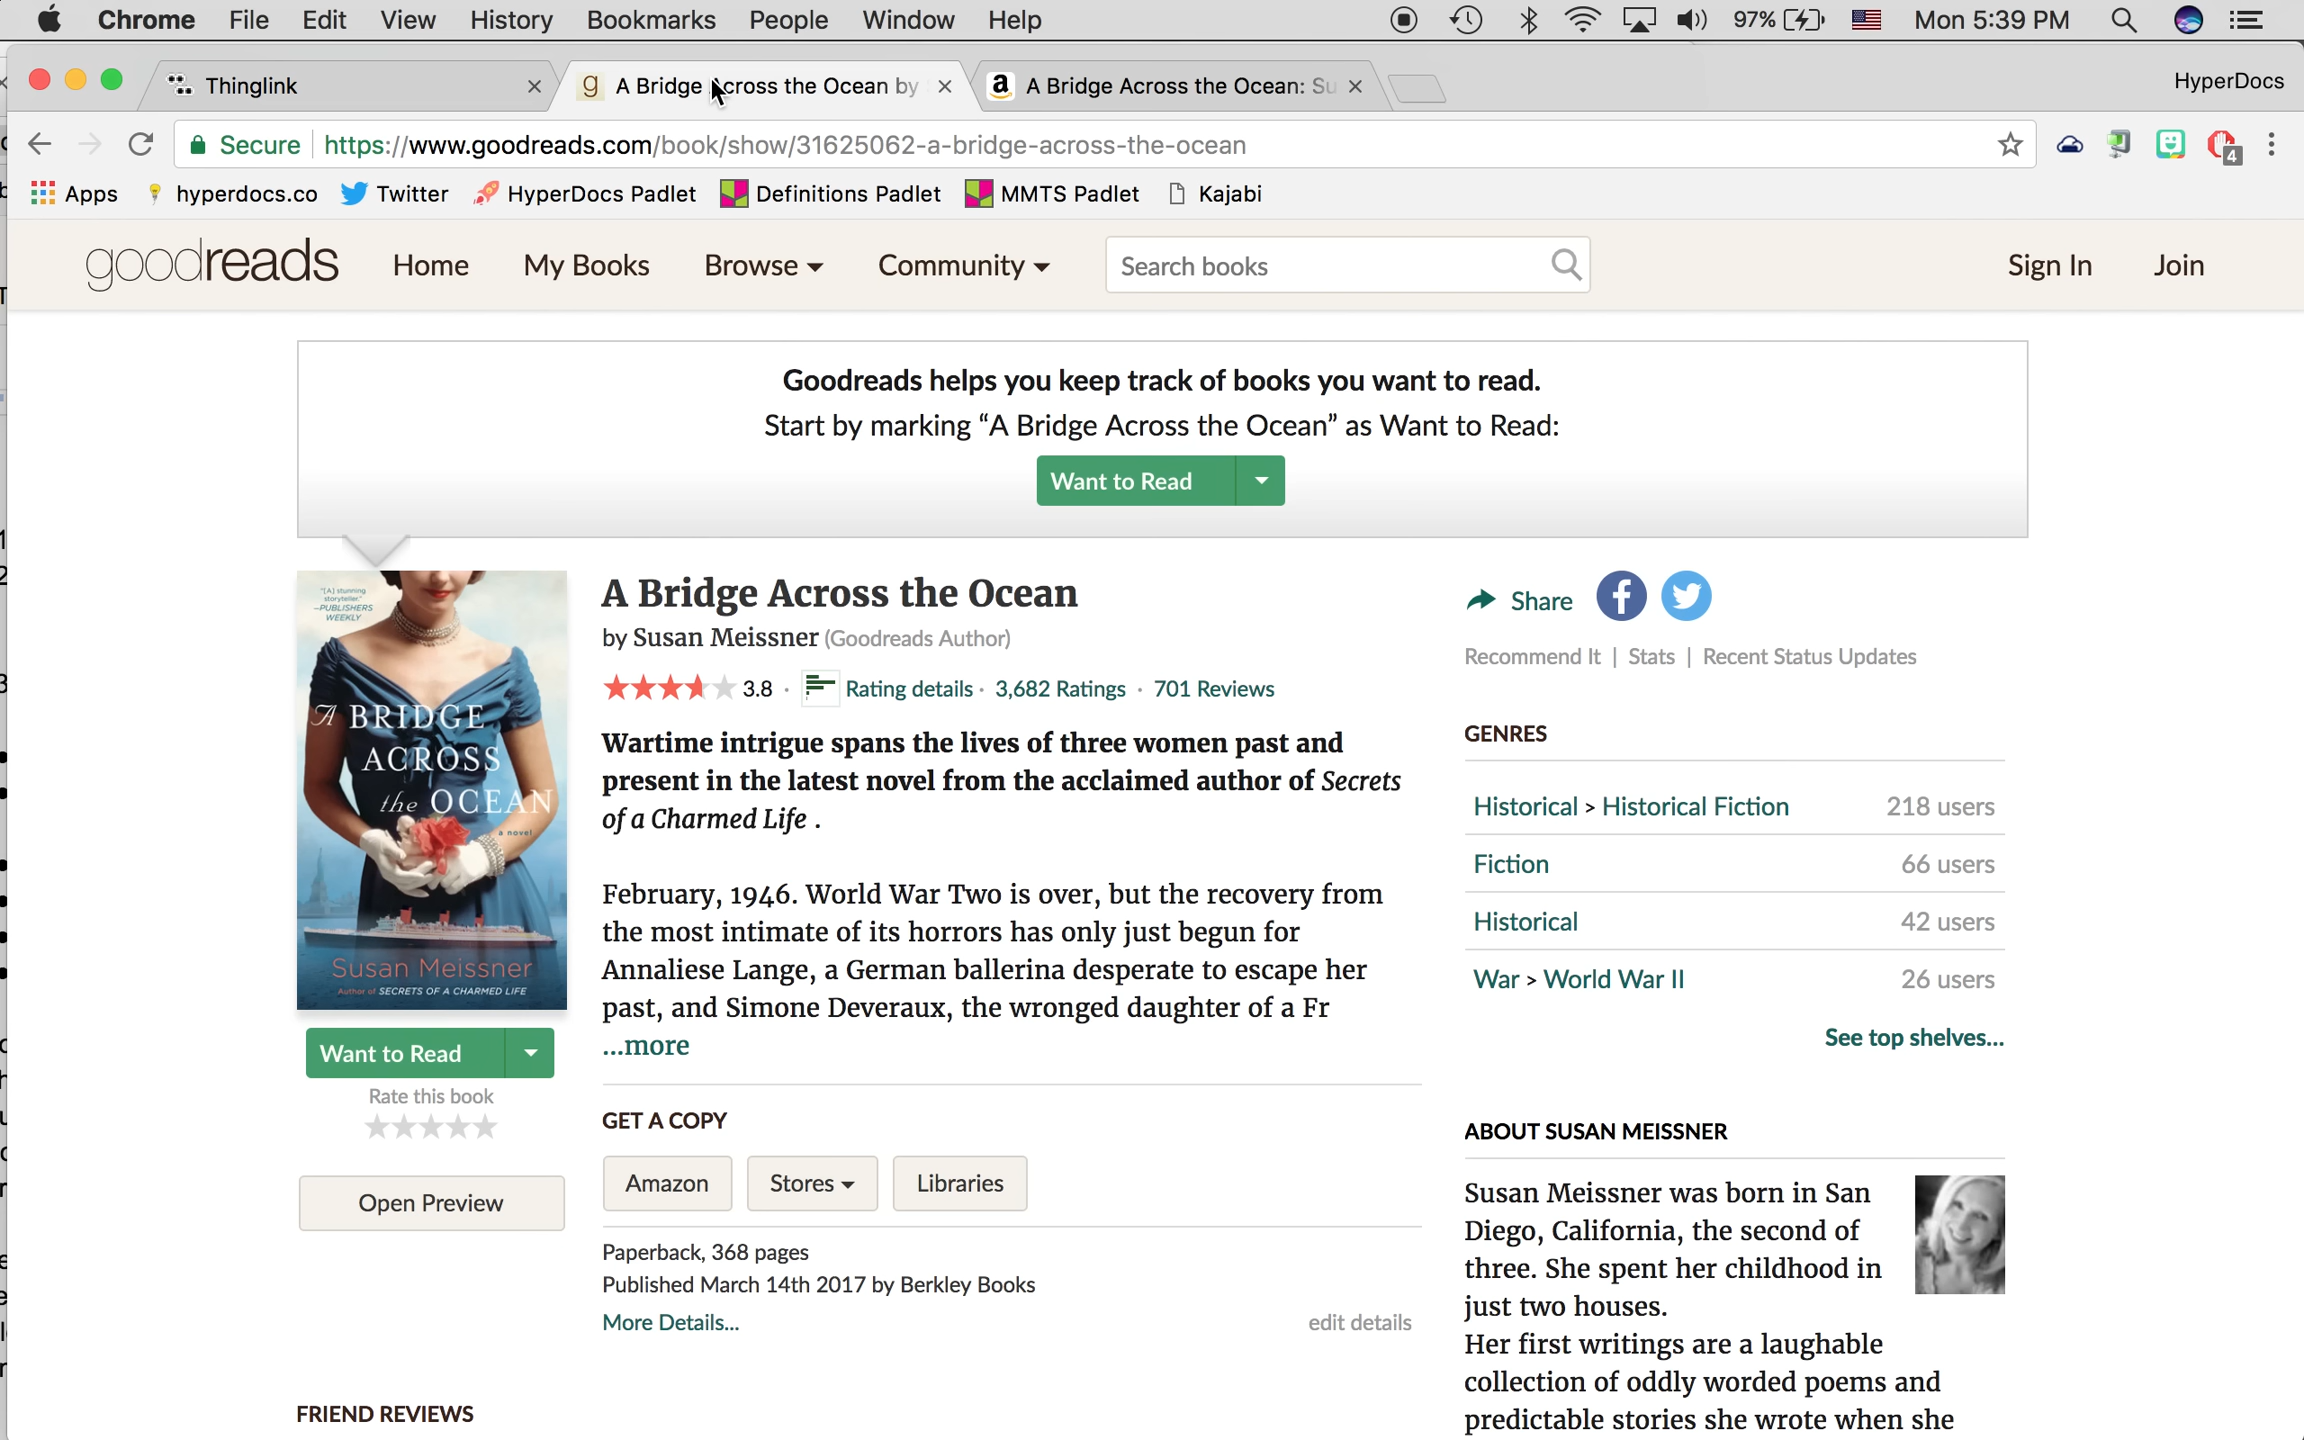 Chrome File Edit View History Bookmarks People Window Help 97% Mon 5:39 PM
Thinglink
A Bridge Across the Ocean by
A Bridge Across the Ocean: Su
HyperDocs
Secure https://www.goodreads.com/book/show/31625062-a-bridge-across-the-ocean
4
Apps hyperdocs.co Twitter HyperDocs Padlet Definitions Padlet MMTS Padlet Kajabi
goodreads Home My Books Browse Community Search books Sign In Join
Goodreads helps you keep track of books you want to read.
Start by marking “A Bridge Across the Ocean” as Want to Read:
Want to Read
"[A] stunning
storyteller."
—PUBLISHERS
WEEKLY
A BRIDGE
ACROSS
the OCEAN
a novel
Susan Meissner
Author of SECRETS OF A CHARMED LIFE
Want to Read
Rate this book
Open Preview
A Bridge Across the Ocean
by Susan Meissner (Goodreads Author)
3.8 · Rating details · 3,682 Ratings · 701 Reviews
Wartime intrigue spans the lives of three women past and
present in the latest novel from the acclaimed author of Secrets
of a Charmed Life .
February, 1946. World War Two is over, but the recovery from
the most intimate of its horrors has only just begun for
Annaliese Lange, a German ballerina desperate to escape her
past, and Simone Deveraux, the wronged daughter of a Fr
...more
GET A COPY
Amazon Stores Libraries
Paperback, 368 pages
Published March 14th 2017 by Berkley Books
More Details... edit details
FRIEND REVIEWS
Share
Recommend It | Stats | Recent Status Updates
GENRES
Historical > Historical Fiction 218 users
Fiction 66 users
Historical 42 users
War > World War II 26 users
See top shelves...
ABOUT SUSAN MEISSNER
Susan Meissner was born in San
Diego, California, the second of
three. She spent her childhood in
just two houses.
Her first writings are a laughable
collection of oddly worded poems and
predictable stories she wrote when she